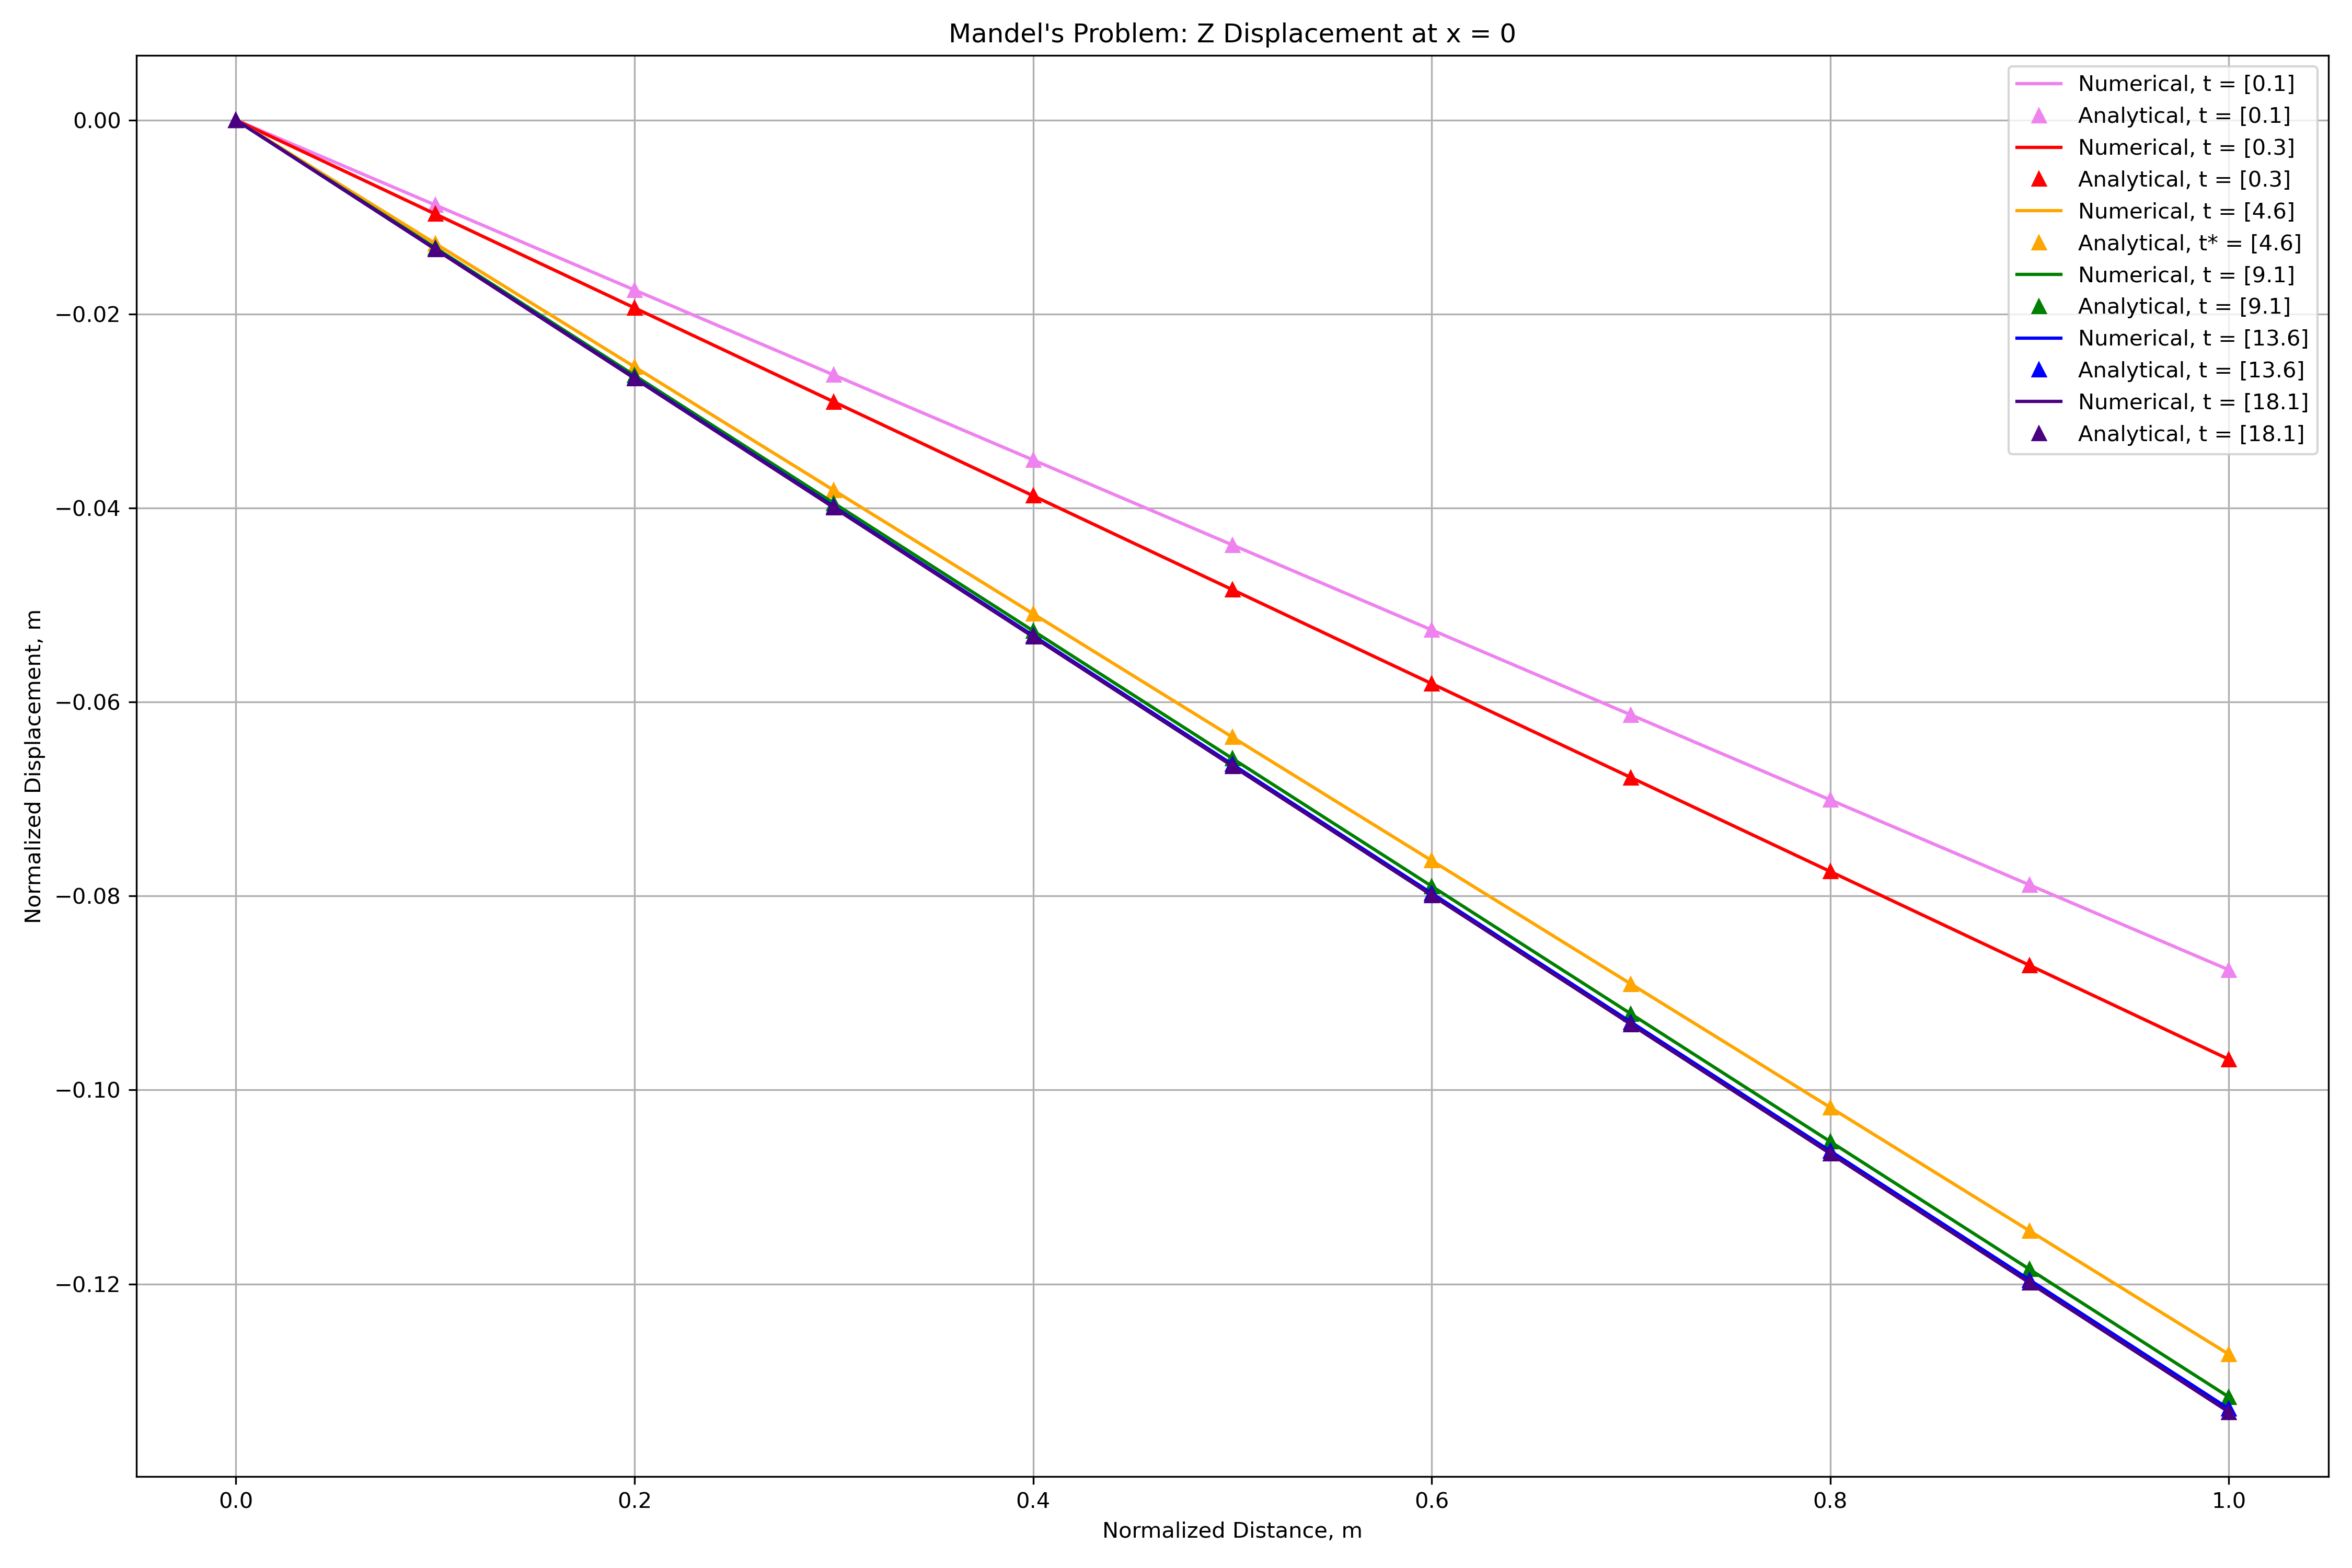 Mandel's Problem: Z Displacement at x = 0
Numerical, t = [0.1]
Analytical, t = [0.1]
Numerical, t = [0.3]
Analytical, t = [0.3]
Numerical, t = [4.6]
Analytical, t* = [4.6]
Numerical, t = [9.1]
Analytical, t = [9.1]
Numerical, t = [13.6]
Analytical, t = [13.6]
Numerical, t = [18.1]
Analytical, t = [18.1]
Normalized Displacement, m
0.00
−0.02
−0.04
−0.06
−0.08
−0.10
−0.12
0.0 0.2 0.4 0.6 0.8 1.0
Normalized Distance, m